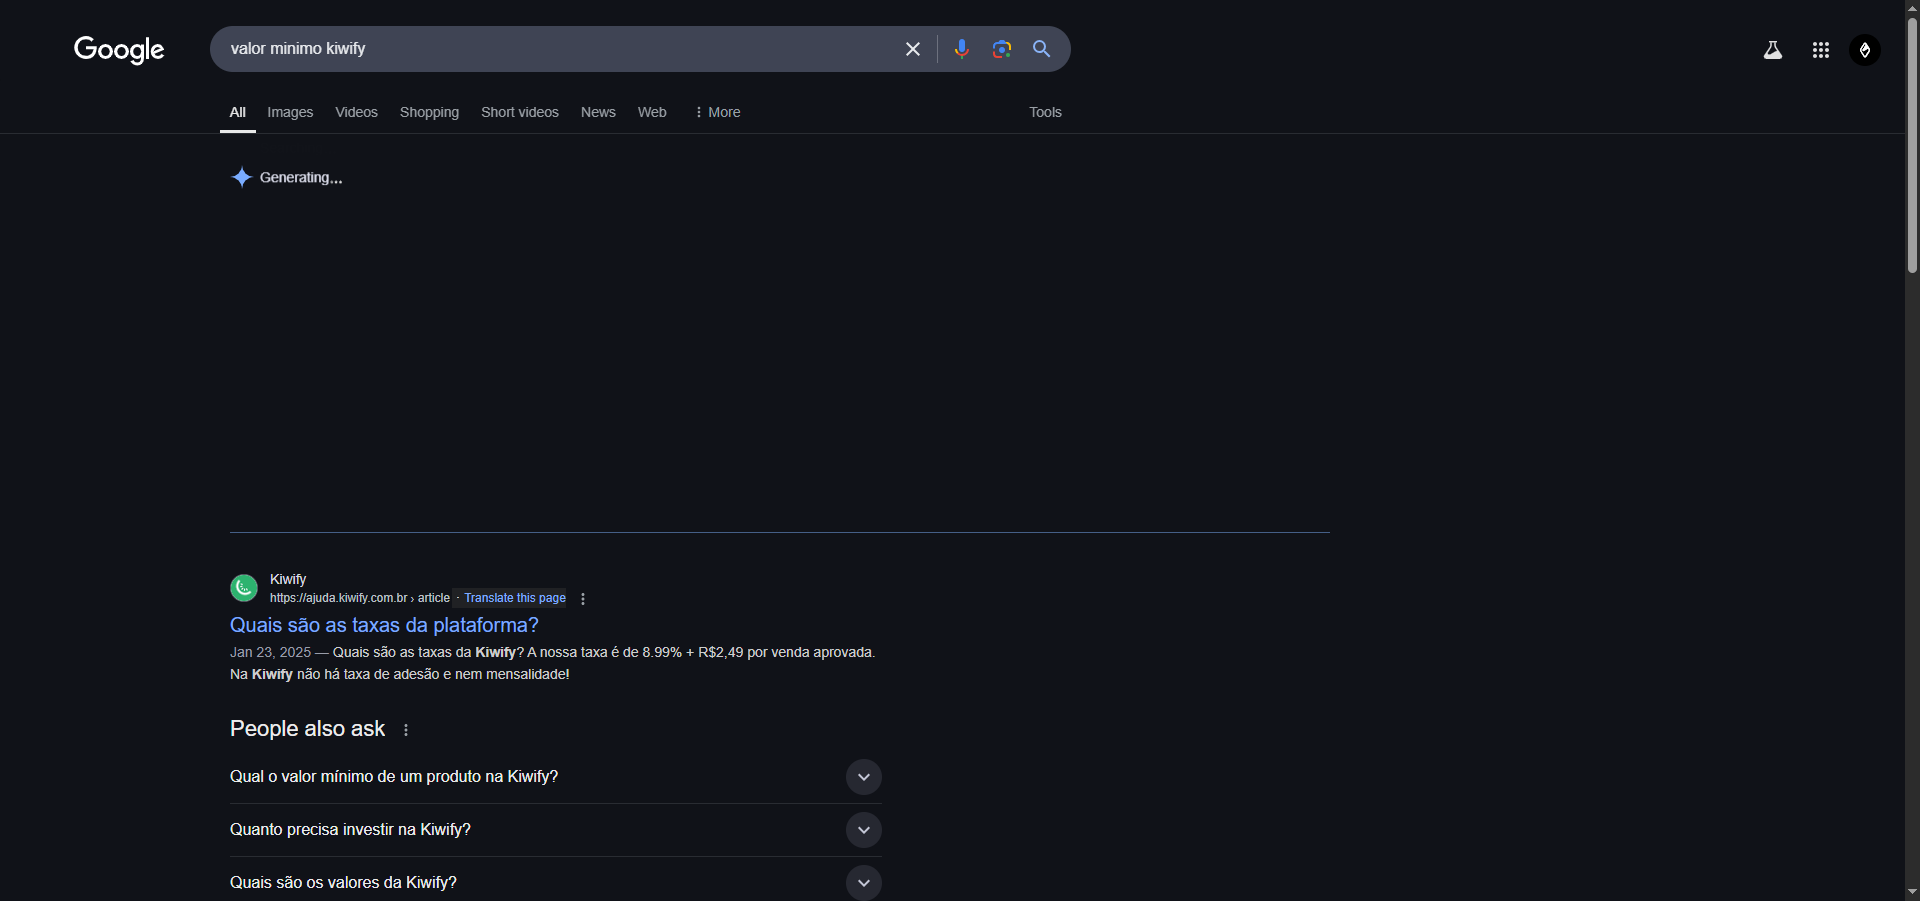 Google
valor minimo kiwify
All Images Videos Shopping Short videos News Web More Tools
Generating...
Kiwify
https://ajuda.kiwify.com.br › article · Translate this page
Quais são as taxas da plataforma?
Jan 23, 2025 — Quais são as taxas da Kiwify? A nossa taxa é de 8.99% + R$2,49 por venda aprovada.
Na Kiwify não há taxa de adesão e nem mensalidade!
People also ask
Qual o valor mínimo de um produto na Kiwify?
Quanto precisa investir na Kiwify?
Quais são os valores da Kiwify?